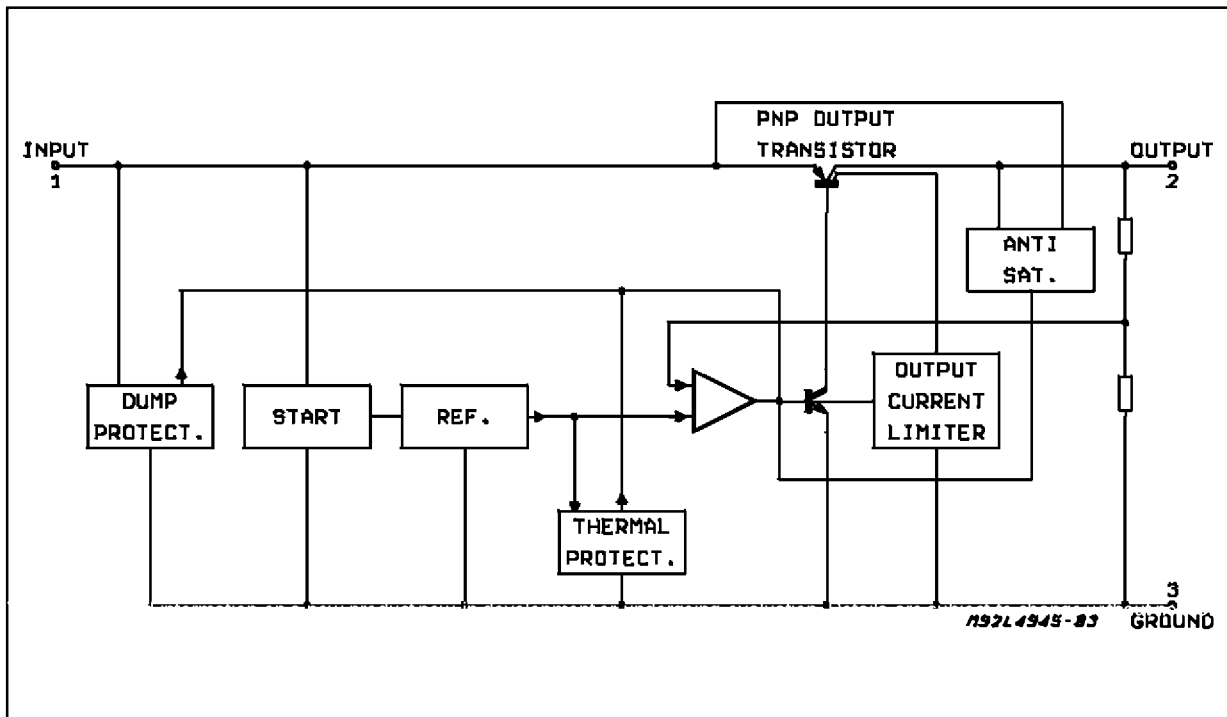 PNP OUTPUT
TRANSISTOR
INPUT
1
OUTPUT
2
ANTI
SAT.
DUMP
PROTECT.
START
REF.
OUTPUT
CURRENT
LIMITER
THERMAL
PROTECT.
3
GROUND
M92L4945-03